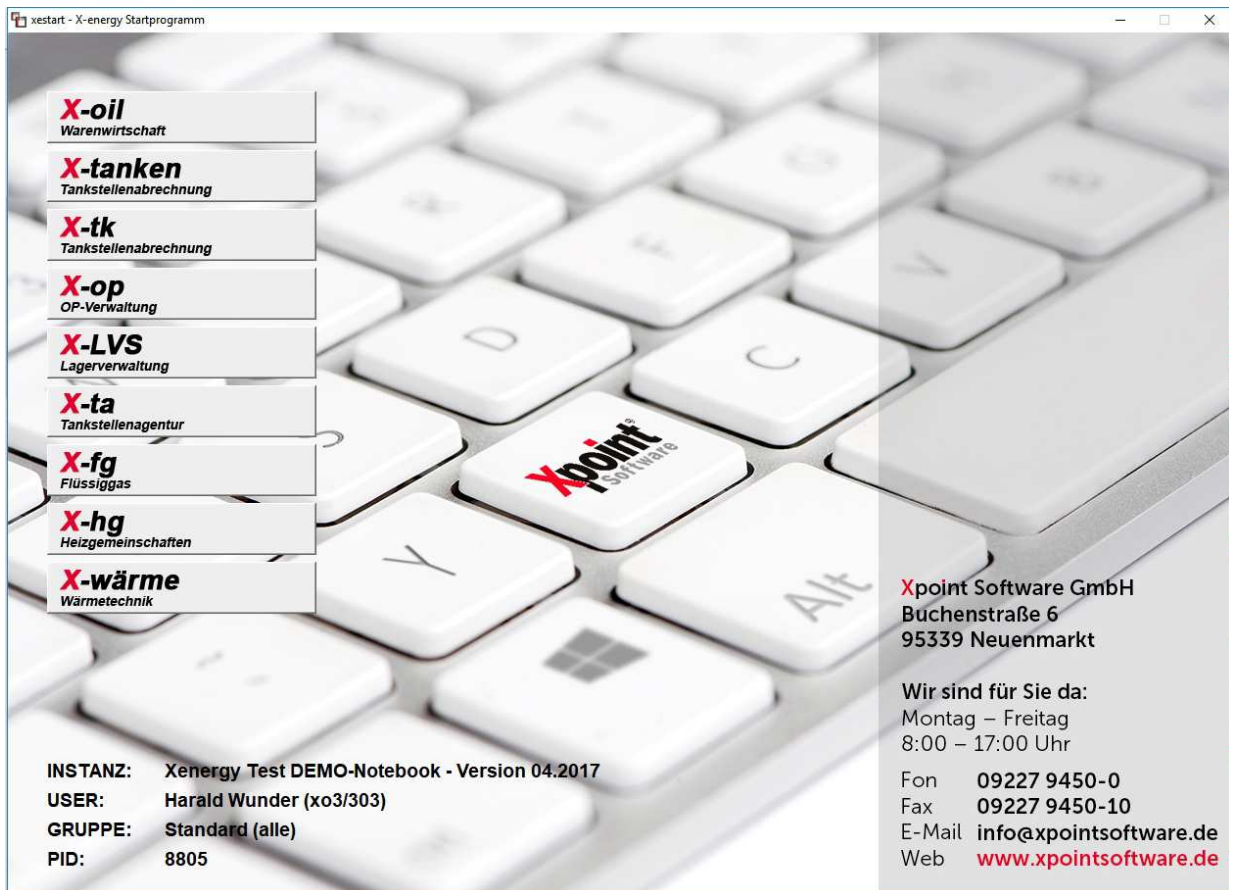 xestart - X-energy Startprogramm
X-oil
Warenwirtschaft
X-tanken
Tankstellenabrechnung
X-tk
Tankstellenabrechnung
X-op
OP-Verwaltung
X-LVS
Lagerverwaltung
X-ta
Tankstellenagentur
X-fg
Flüssiggas
X-hg
Heizgemeinschaften
X-wärme
Wärmetechnik
R
F
V
D
C
Y
Alt
Xpoint®
Software
INSTANZ: Xenergy Test DEMO-Notebook - Version 04.2017
USER: Harald Wunder (xo3/303)
GRUPPE: Standard (alle)
PID: 8805
Xpoint Software GmbH
Buchenstraße 6
95339 Neuenmarkt
Wir sind für Sie da:
Montag – Freitag
8:00 – 17:00 Uhr
Fon 09227 9450-0
Fax 09227 9450-10
E-Mail info@xpointsoftware.de
Web www.xpointsoftware.de